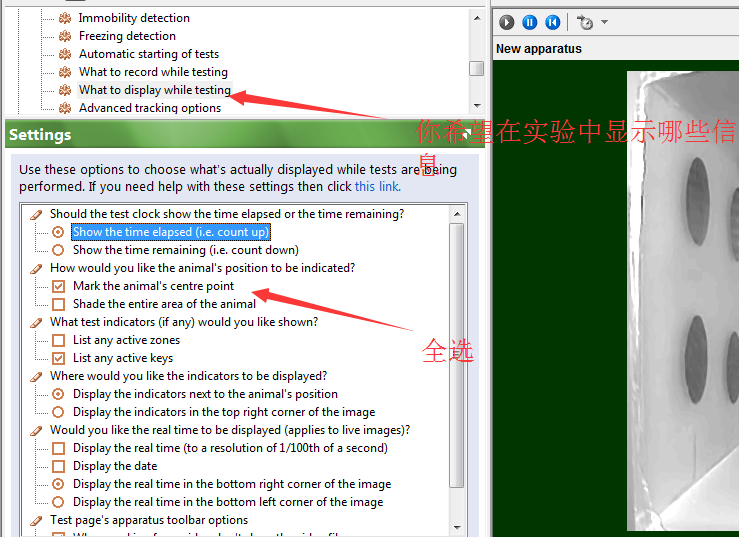 Immobility detection
Freezing detection
Automatic starting of tests
What to record while testing
What to display while testing
Advanced tracking options
New apparatus
你希望在实验中显示哪些信
息
Settings
Use these options to choose what's actually displayed while tests are being
performed. If you need help with these settings then click this link.
Should the test clock show the time elapsed or the time remaining?
Show the time elapsed (i.e. count up)
Show the time remaining (i.e. count down)
How would you like the animal's position to be indicated?
Mark the animal's centre point
Shade the entire area of the animal
全选
What test indicators (if any) would you like shown?
List any active zones
List any active keys
Where would you like the indicators to be displayed?
Display the indicators next to the animal's position
Display the indicators in the top right corner of the image
Would you like the real time to be displayed (applies to live images)?
Display the real time (to a resolution of 1/100th of a second)
Display the date
Display the real time in the bottom right corner of the image
Display the real time in the bottom left corner of the image
Test page's apparatus toolbar options